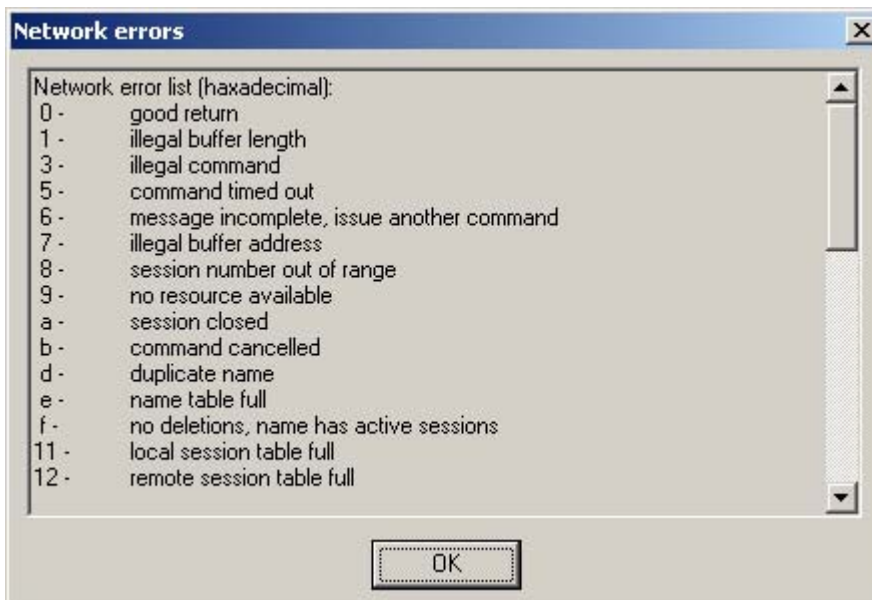 Network errors
Network error list (haxadecimal):
0 - good return
1 - illegal buffer length
3 - illegal command
5 - command timed out
6 - message incomplete, issue another command
7 - illegal buffer address
8 - session number out of range
9 - no resource available
a - session closed
b - command cancelled
d - duplicate name
e - name table full
f - no deletions, name has active sessions
11 - local session table full
12 - remote session table full
OK